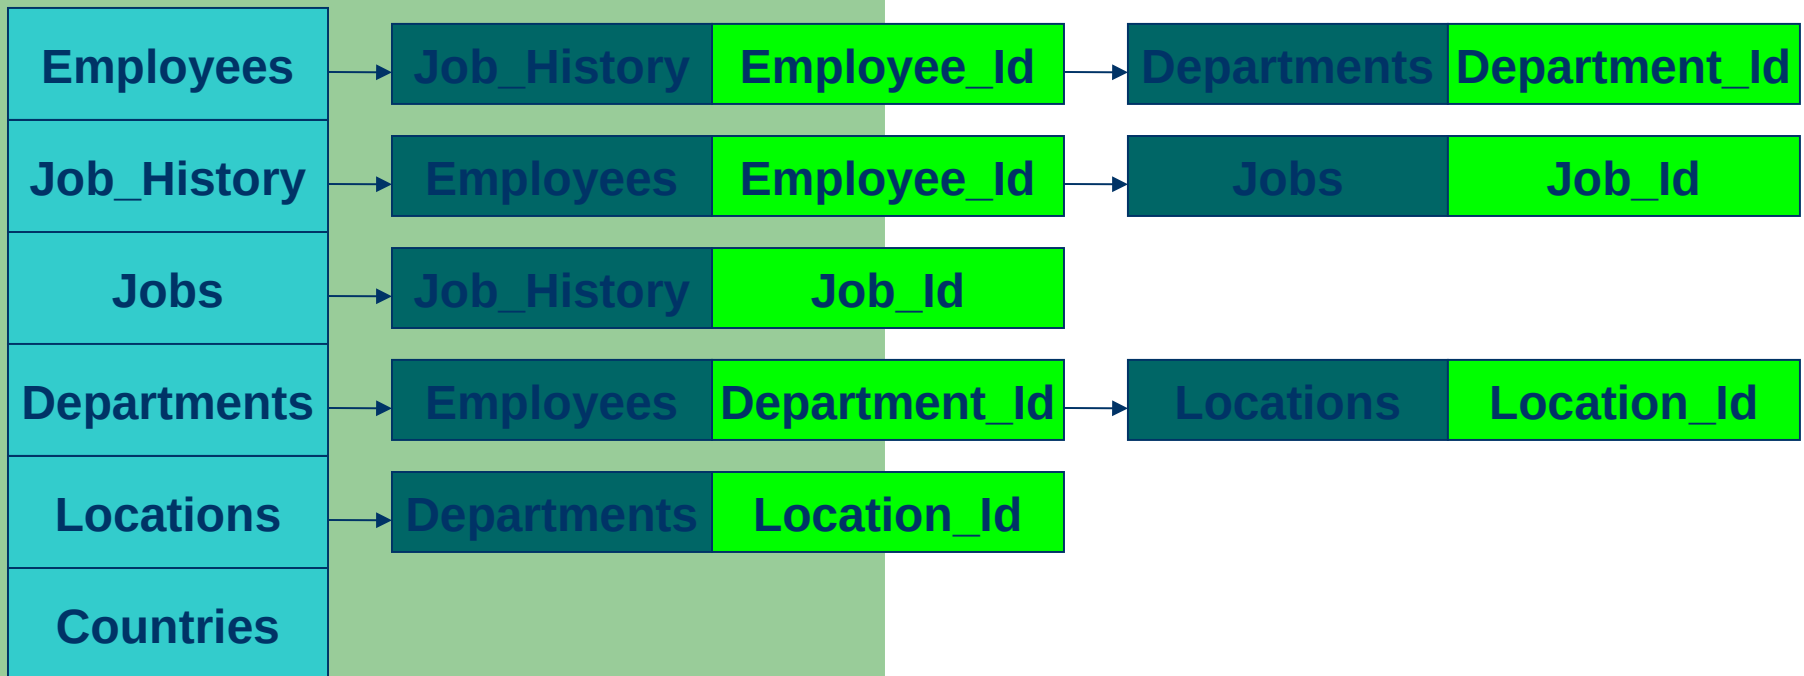 Employees Job_History Employee_Id Departments Department_Id
Job_History Employees Employee_Id Jobs Job_Id
Jobs Job_History Job_Id
Departments Employees Department_Id Locations Location_Id
Locations Departments Location_Id
Countries